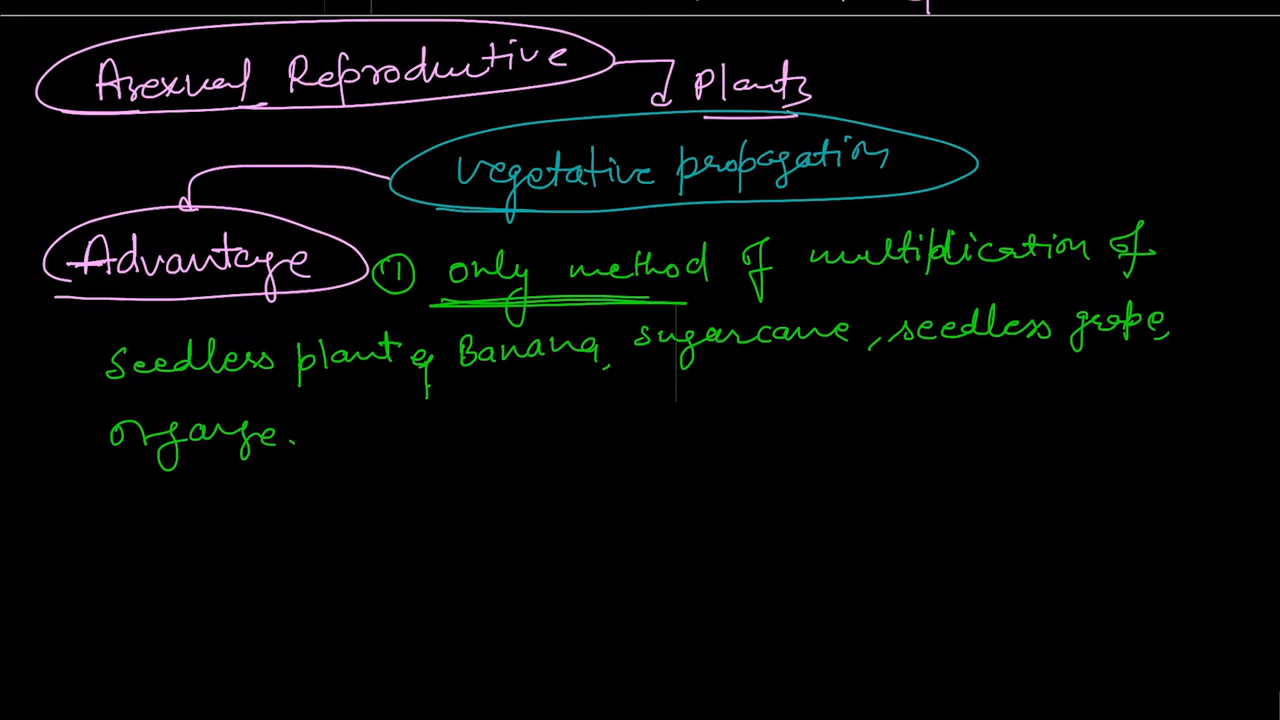 Asexual Reproductive
Plants
vegetative propagation
Advantage
① only method of multiplication of
seedless plant eg Banana, sugarcane, seedless grape,
organge.